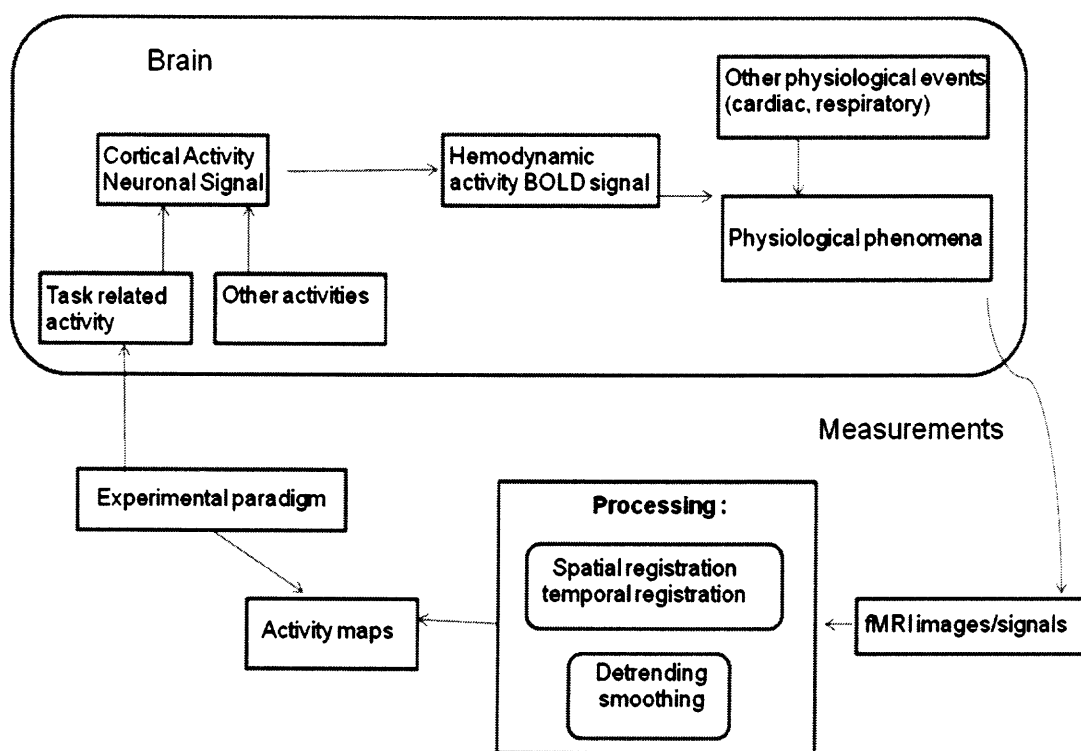 Brain
Other physiological events
(cardiac, respiratory)
Cortical Activity
Neuronal Signal
Hemodynamic
activity BOLD signal
Physiological phenomena
Task related
activity
Other activities
Measurements
Experimental paradigm
Processing :
Spatial registration
temporal registration
Activity maps
fMRI images/signals
Detrending
smoothing